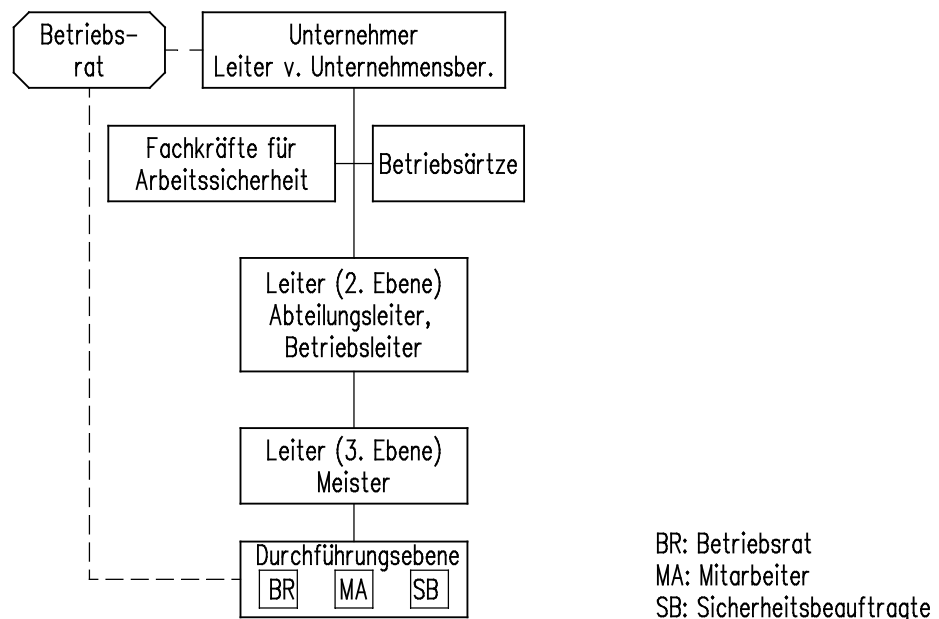 Betriebs-
rat
Unternehmer
Leiter v. Unternehmensber.
Fachkräfte für
Arbeitssicherheit
Betriebsärtze
Leiter (2. Ebene)
Abteilungsleiter,
Betriebsleiter
Leiter (3. Ebene)
Meister
Durchführungsebene
BR MA SB
BR: Betriebsrat
MA: Mitarbeiter
SB: Sicherheitsbeauftragte